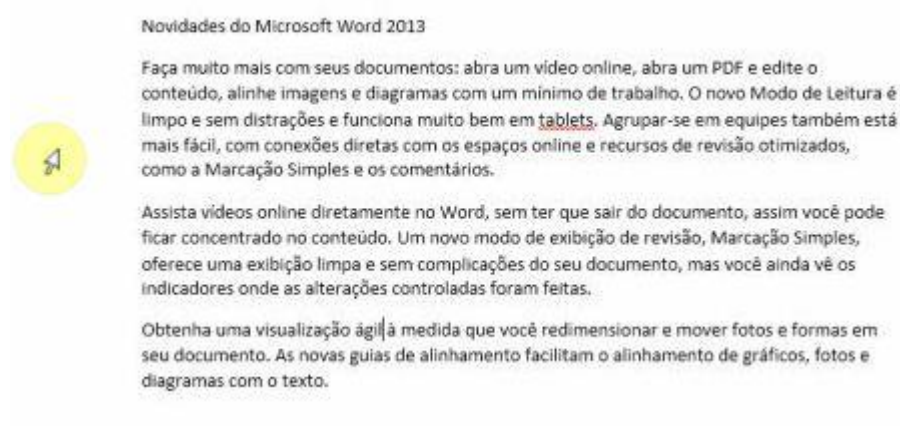 Novidades do Microsoft Word 2013
Faça muito mais com seus documentos: abra um vídeo online, abra um PDF e edite o
conteúdo, alinhe imagens e diagramas com um mínimo de trabalho. O novo Modo de Leitura é
limpo e sem distrações e funciona muito bem em tablets. Agrupar-se em equipes também está
mais fácil, com conexões diretas com os espaços online e recursos de revisão otimizados,
como a Marcação Simples e os comentários.
Assista vídeos online diretamente no Word, sem ter que sair do documento, assim você pode
ficar concentrado no conteúdo. Um novo modo de exibição de revisão, Marcação Simples,
oferece uma exibição limpa e sem complicações do seu documento, mas você ainda vê os
indicadores onde as alterações controladas foram feitas.
Obtenha uma visualização ágil à medida que você redimensionar e mover fotos e formas em
seu documento. As novas guias de alinhamento facilitam o alinhamento de gráficos, fotos e
diagramas com o texto.